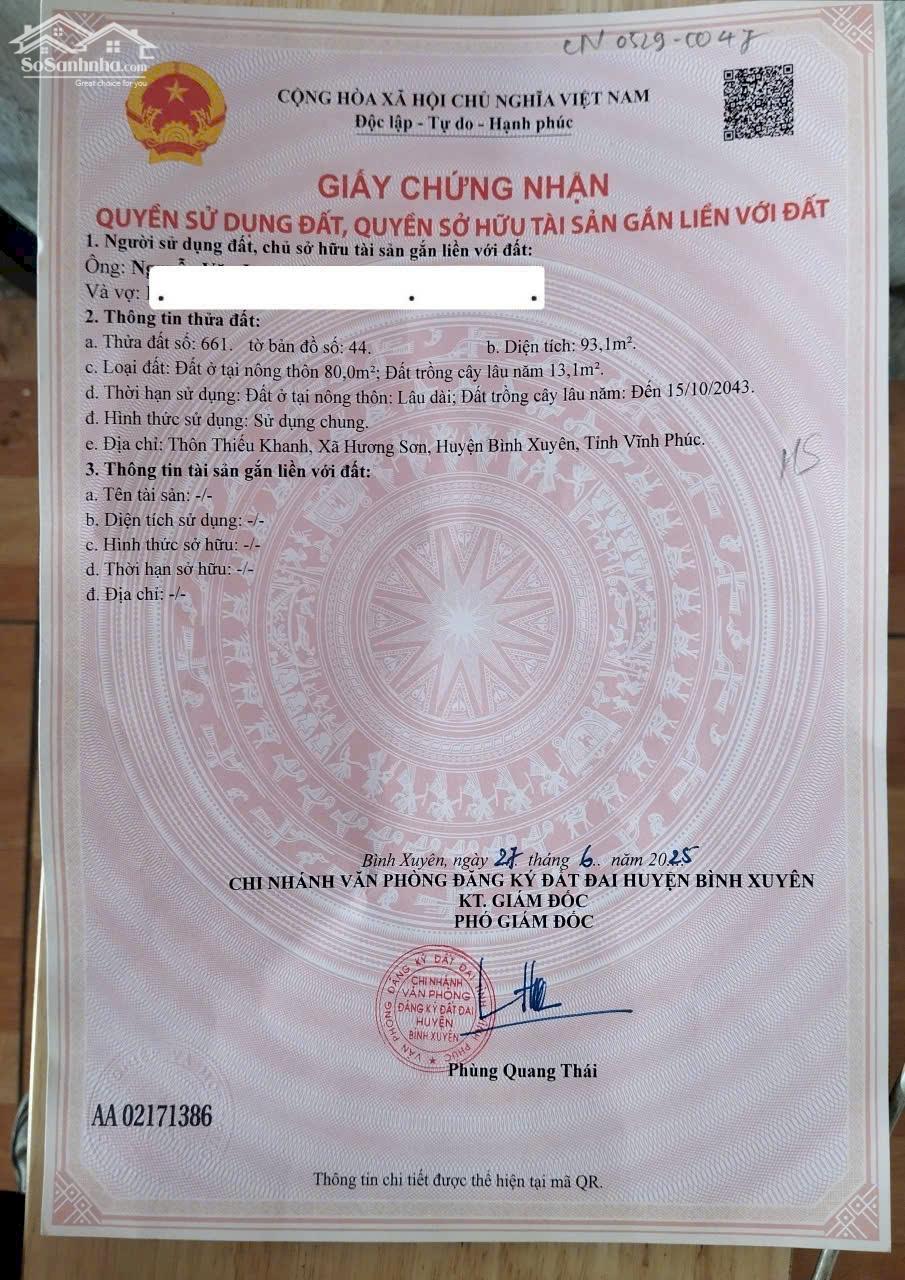 SoSanhnha.com
Great choice for you
CN 0529-0047
CỘNG HÒA XÃ HỘI CHỦ NGHĨA VIỆT NAM
Độc lập - Tự do - Hạnh phúc
GIẤY CHỨNG NHẬN
QUYỀN SỬ DỤNG ĐẤT, QUYỀN SỞ HỮU TÀI SẢN GẮN LIỀN VỚI ĐẤT
1. Người sử dụng đất, chủ sở hữu tài sản gắn liền với đất:
Ông:
Và vợ:
2. Thông tin thửa đất:
a. Thửa đất số: 661. tờ bản đồ số: 44. b. Diện tích: 93,1m².
c. Loại đất: Đất ở tại nông thôn 80,0m²; Đất trồng cây lâu năm 13,1m².
d. Thời hạn sử dụng: Đất ở tại nông thôn: Lâu dài; Đất trồng cây lâu năm: Đến 15/10/2043.
đ. Hình thức sử dụng: Sử dụng chung.
e. Địa chỉ: Thôn Thiếu Khanh, Xã Hương Sơn, Huyện Bình Xuyên, Tỉnh Vĩnh Phúc.
HS
3. Thông tin tài sản gắn liền với đất:
a. Tên tài sản: -/-
b. Diện tích sử dụng: -/-
c. Hình thức sở hữu: -/-
d. Thời hạn sở hữu: -/-
đ. Địa chỉ: -/-
Bình Xuyên, ngày 27 tháng 6 năm 2025
CHI NHÁNH VĂN PHÒNG ĐĂNG KÝ ĐẤT ĐAI HUYỆN BÌNH XUYÊN
KT. GIÁM ĐỐC
PHÓ GIÁM ĐỐC
VĂN PHÒNG ĐĂNG KÝ ĐẤT ĐAI
CHI NHÁNH
VĂN PHÒNG
ĐĂNG KÝ ĐẤT ĐAI
HUYỆN
BÌNH XUYÊN
Phùng Quang Thái
AA 02171386
Thông tin chi tiết được thể hiện tại mã QR.